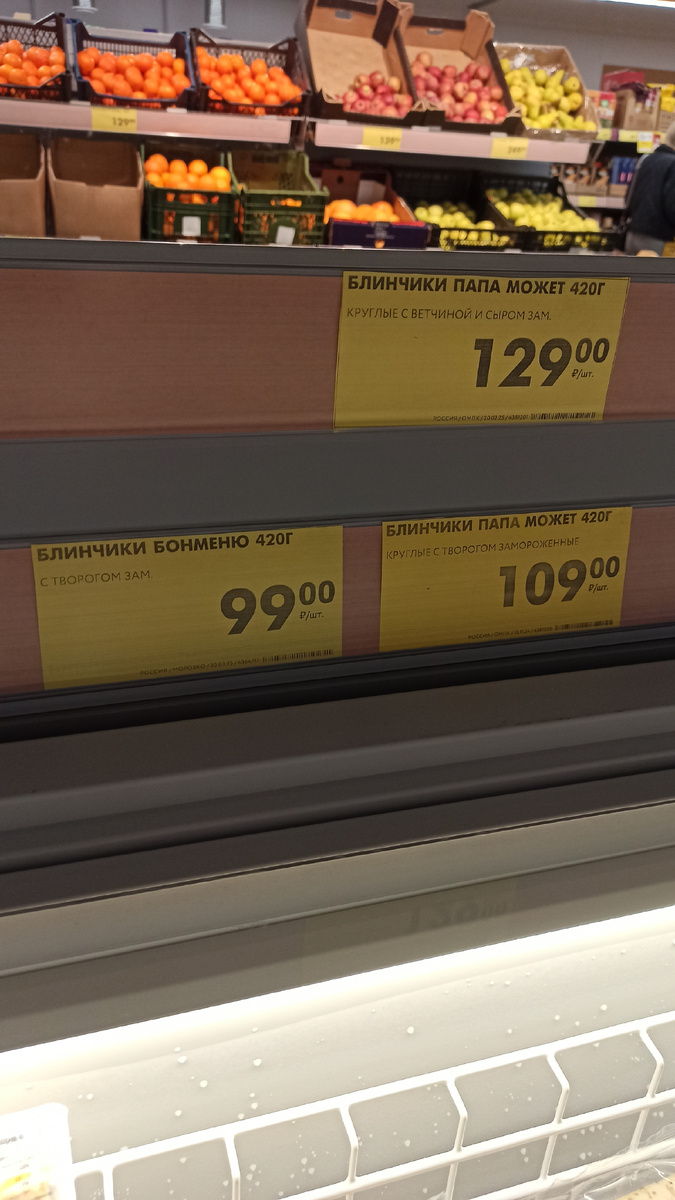 129
БЛИНЧИКИ ПАПА МОЖЕТ 420Г
КРУГЛЫЕ С ВЕТЧИНОЙ И СЫРОМ ЗАМ.
129 00
₽/шт.
БЛИНЧИКИ БОНМЕНЮ 420Г
С ТВОРОГОМ ЗАМ.
99 00
₽/шт.
БЛИНЧИКИ ПАПА МОЖЕТ 420Г
КРУГЛЫЕ С ТВОРОГОМ ЗАМОРОЖЕННЫЕ
109 00
₽/шт.